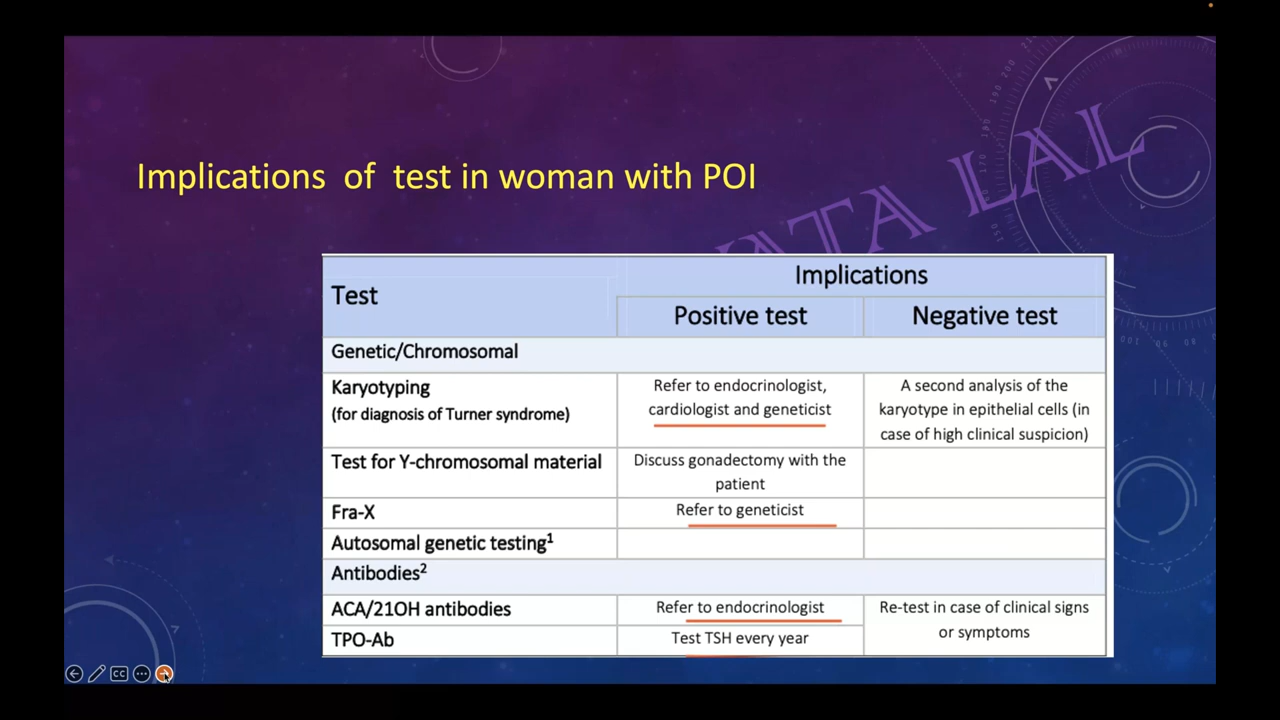 Implications of test in woman with POI
LAL
Test
Implications
Positive test
Negative test
Genetic/Chromosomal
Karyotyping
(for diagnosis of Turner syndrome)
Refer to endocrinologist,
cardiologist and geneticist
A second analysis of the
karyotype in epithelial cells (in
case of high clinical suspicion)
Test for Y-chromosomal material
Discuss gonadectomy with the
patient
Fra-X
Refer to geneticist
Autosomal genetic testing1
Antibodies2
ACA/21OH antibodies
Refer to endocrinologist
Re-test in case of clinical signs
or symptoms
TPO-Ab
Test TSH every year
CC